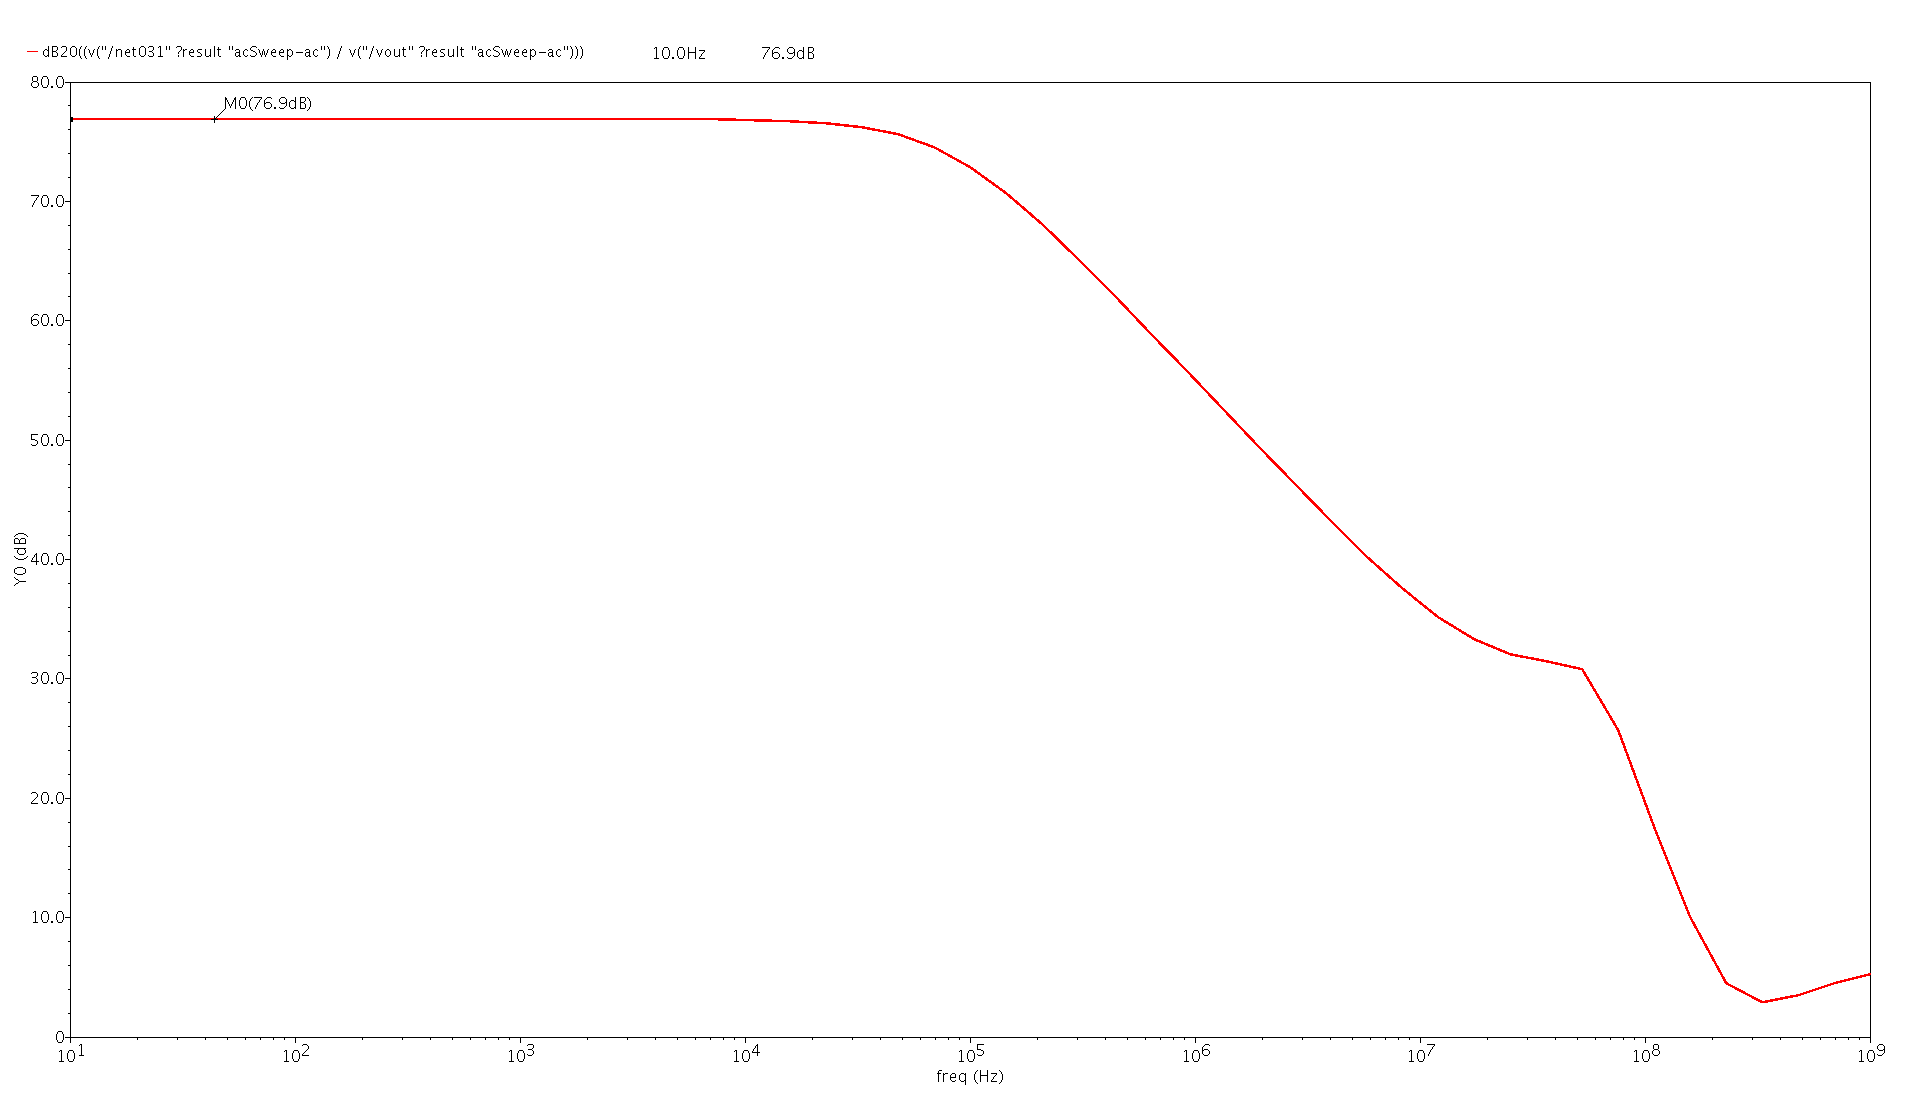 dB20((v("/net031" ?result "acSweep-ac") / v("/vout" ?result "acSweep-ac"))) 10.0Hz 76.9dB
80.0
M0(76.9dB)
70.0
60.0
50.0
Y0 (dB)
40.0
30.0
20.0
10.0
0
10^1 10^2 10^3 10^4 10^5 10^6 10^7 10^8 10^9
freq (Hz)